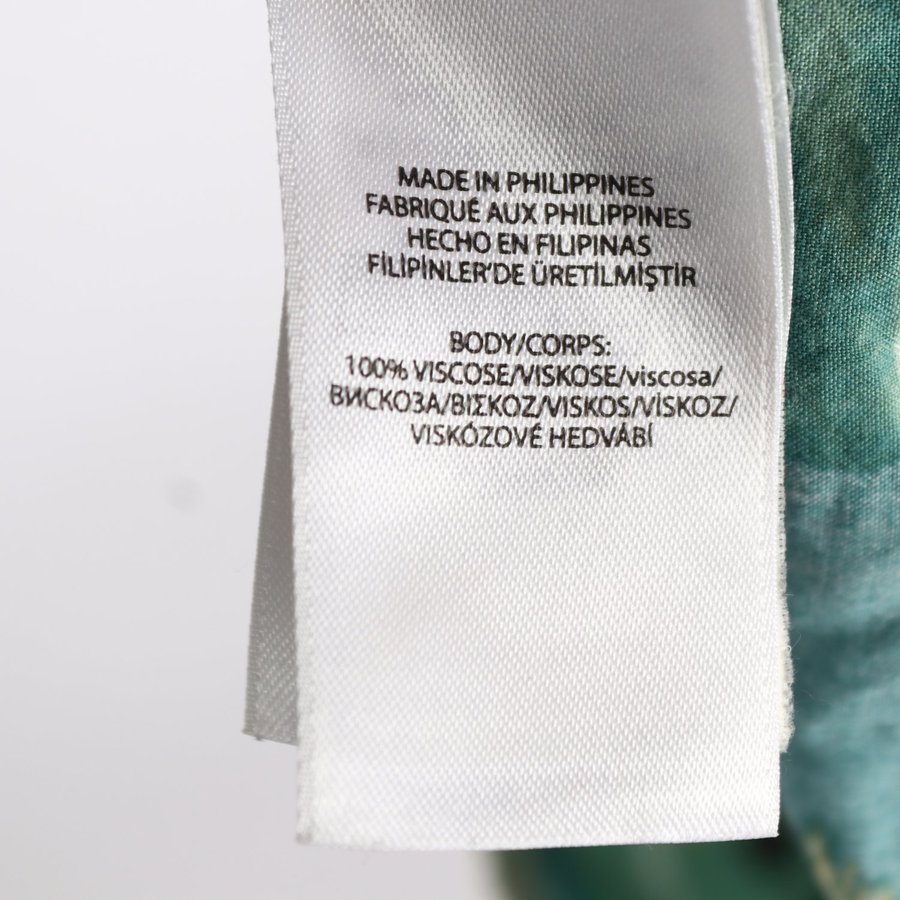 MADE IN PHILIPPINES
FABRIQUÉ AUX PHILIPPINES
HECHO EN FILIPINAS
FİLİPİNLER'DE ÜRETİLMİŞTİR
BODY/CORPS:
100% VISCOSE/VISKOSE/viscosa/
ВИСКОЗА/ΒΙΣΚΟΖ/VISKOS/VİSKOZ/
VISKÓZOVÉ HEDVÁBÍ